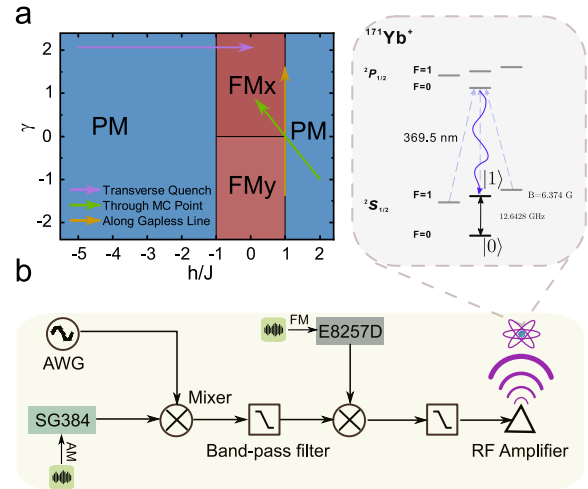 a
γ
2
1
0
-1
-2
PM
FMx
PM
FMy
Transverse Quench
Through MC Point
Along Gapless Line
-5 -4 -3 -2 -1 0 1 2 3
h/J
¹⁷¹Yb⁺
²P₁/₂
F=1
F=0
369.5 nm
|1⟩
²S₁/₂
F=1
B=6.374 G
12.6428 GHz
F=0
|0⟩
b
AWG
FM
E8257D
Mixer
SG384
AM
Band-pass filter
RF Amplifier